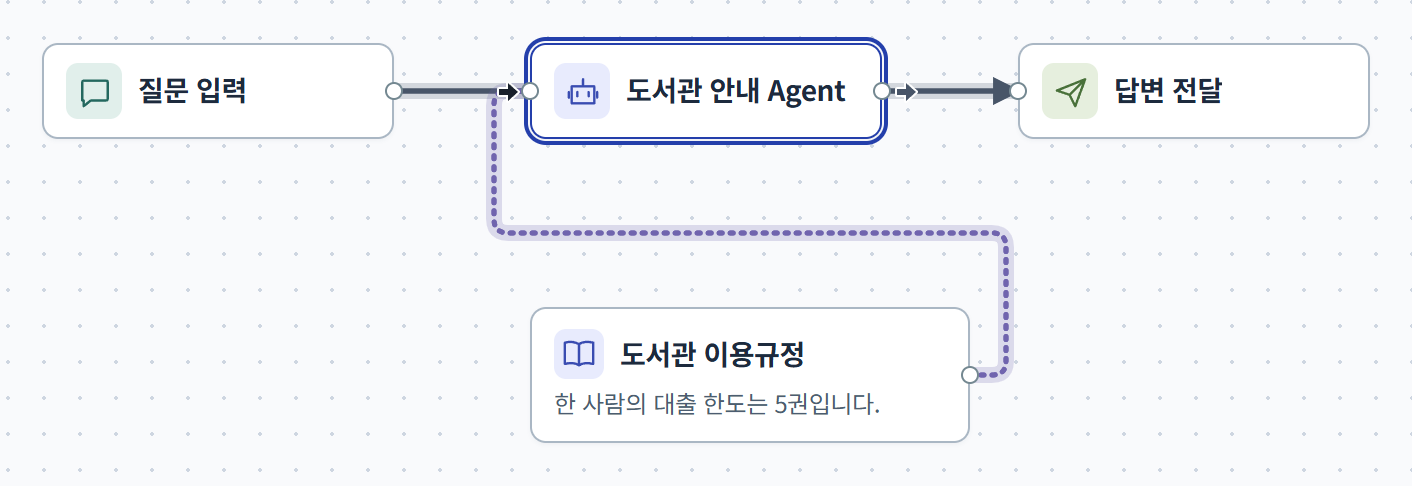 질문 입력
도서관 안내 Agent
답변 전달
도서관 이용규정
한 사람의 대출 한도는 5권입니다.